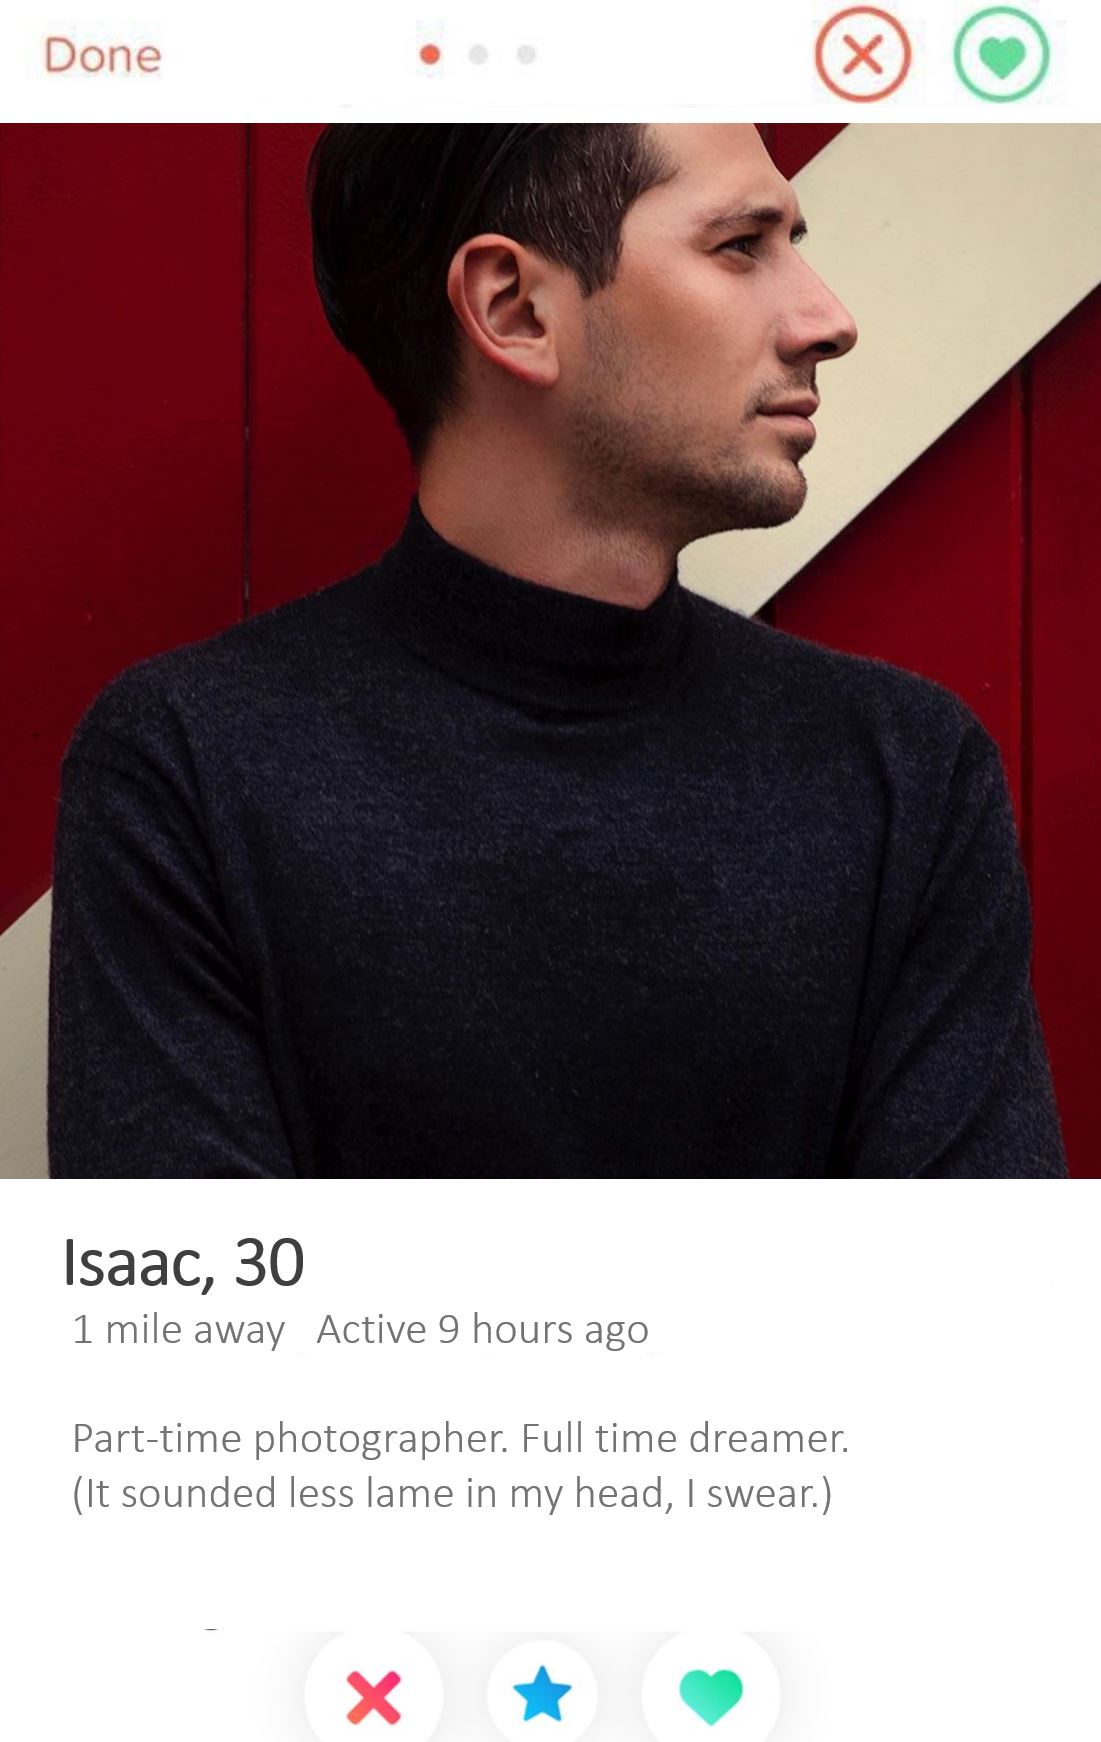 Done
Isaac, 30
1 mile away Active 9 hours ago
Part-time photographer. Full time dreamer.
(It sounded less lame in my head, I swear.)